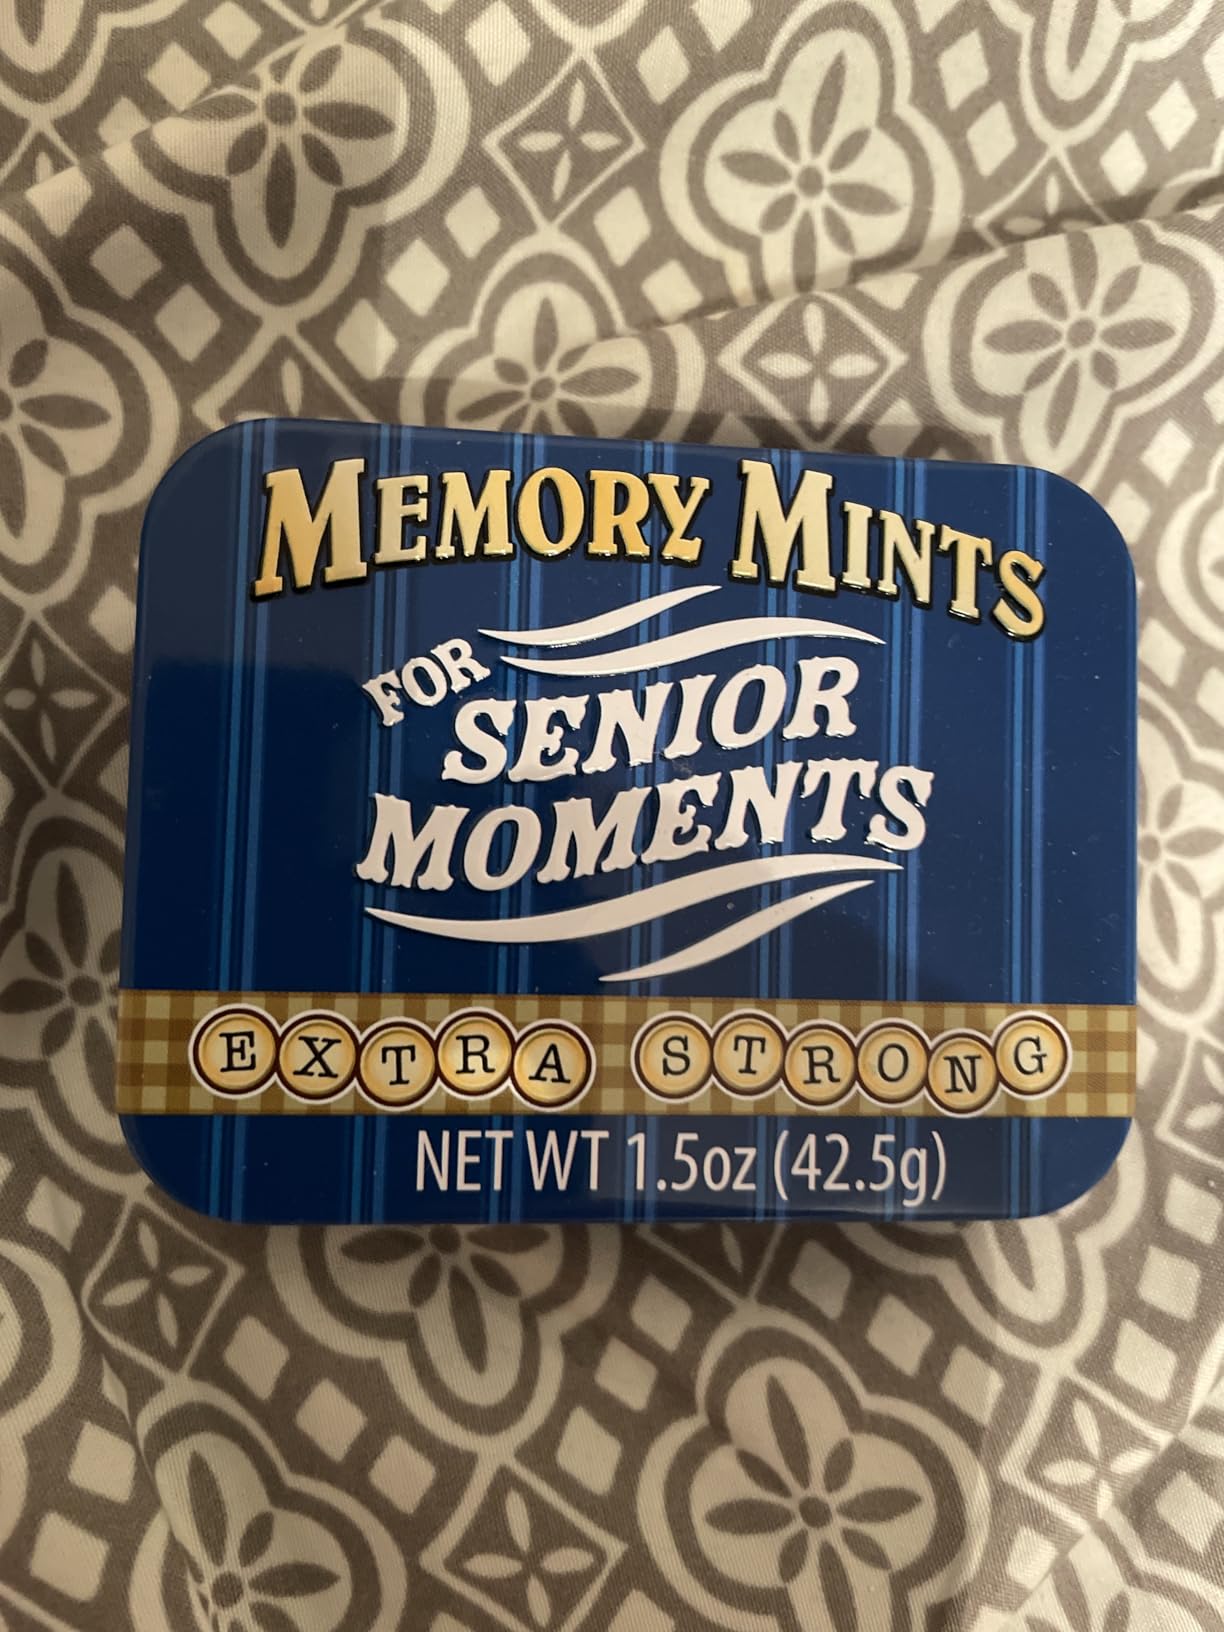 MEMORY MINTS
FOR
SENIOR
MOMENTS
EXTRA STRONG
NET WT 1.5oz (42.5g)